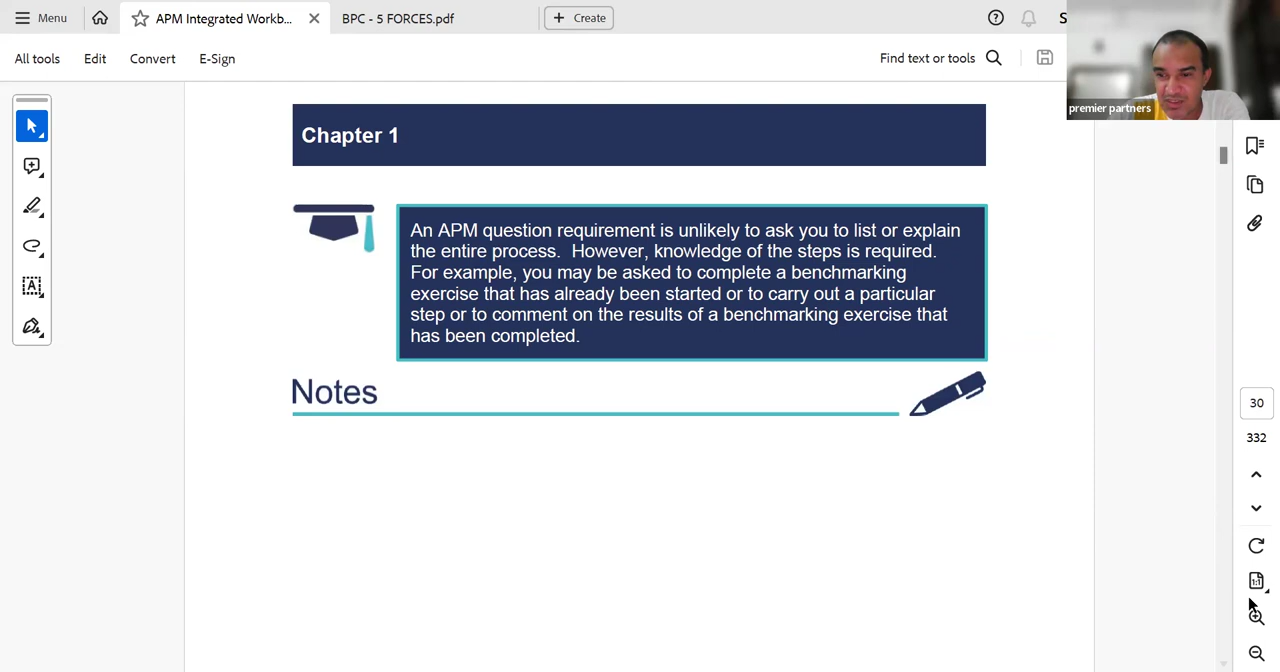 Menu
APM Integrated Workb...
BPC - 5 FORCES.pdf
Create
S
All tools
Edit
Convert
E-Sign
Find text or tools
premier partners
Chapter 1
An APM question requirement is unlikely to ask you to list or explain
the entire process. However, knowledge of the steps is required.
For example, you may be asked to complete a benchmarking
exercise that has already been started or to carry out a particular
step or to comment on the results of a benchmarking exercise that
has been completed.
Notes
30
332
1:1